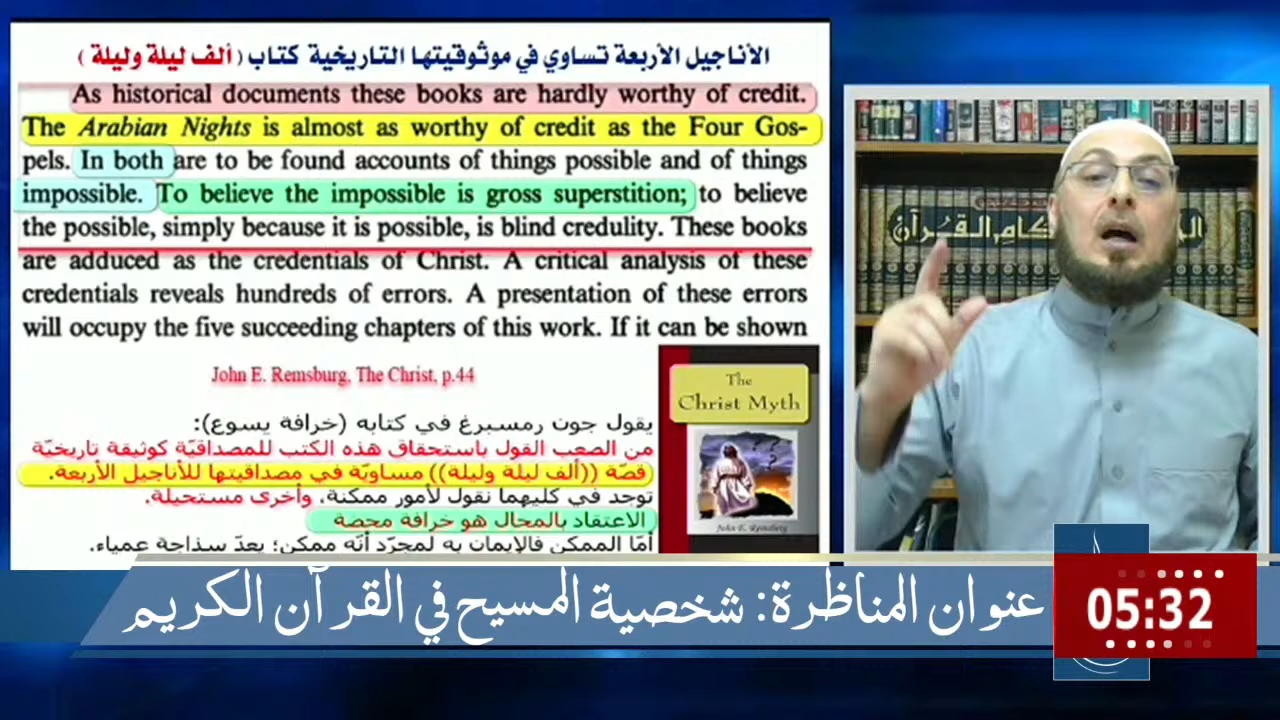 الأناجيل الأربعة تساوي في موثوقيتها التاريخية كتاب ( ألف ليلة وليلة )
As historical documents these books are hardly worthy of credit.
The Arabian Nights is almost as worthy of credit as the Four Gos-
pels. In both are to be found accounts of things possible and of things
impossible. To believe the impossible is gross superstition; to believe
the possible, simply because it is possible, is blind credulity. These books
are adduced as the credentials of Christ. A critical analysis of these
credentials reveals hundreds of errors. A presentation of these errors
will occupy the five succeeding chapters of this work. If it can be shown
John E. Remsburg, The Christ, p.44
يقول جون رمسبرغ في كتابه (خرافة يسوع):
من الصعب القول باستحقاق هذه الكتب للمصداقيّة كوثيقة تاريخيّة
قصّة ((ألف ليلة وليلة)) مساويّة في مصداقيتها للأناجيل الأربعة.
توجد في كليهما نقول لأمور ممكنة، وأخرى مستحيلة.
الاعتقاد بالمحال هو خرافة محضة
أمّا الممكن فالإيمان به لمجرّد أنّه ممكن؛ يعدّ سذاجة عمياء.
The
Christ Myth
John E. Remsberg
القرآن
عنوان المناظرة: شخصية المسيح في القرآن الكريم
05:32